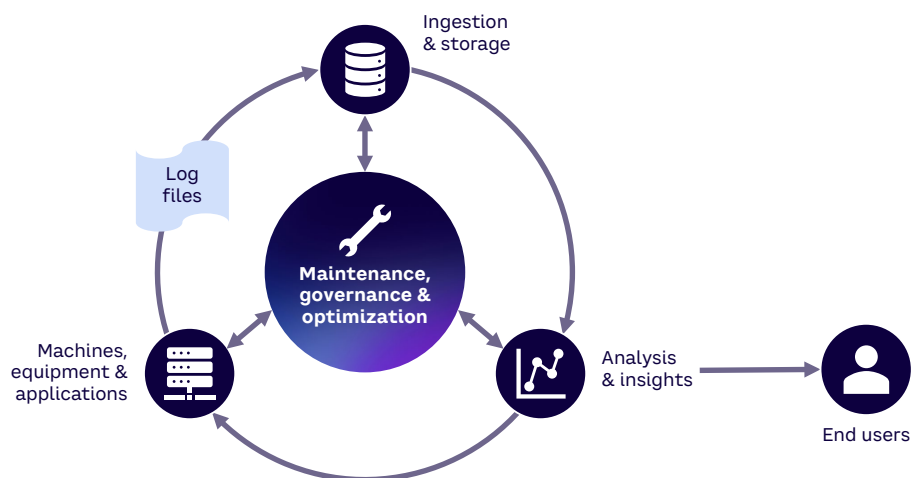 Ingestion
& storage
Log
files
Maintenance,
governance &
optimization
Machines,
equipment &
applications
Analysis
& insights
End users